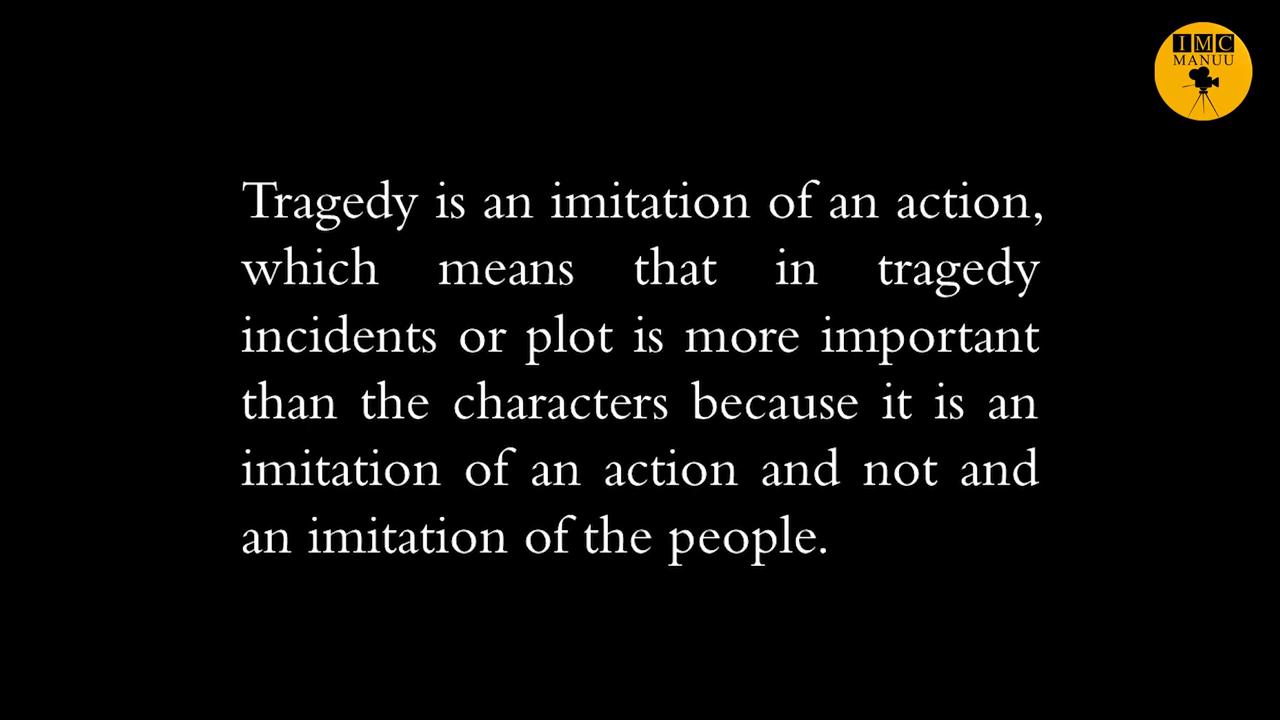 IMC
MANUU
Tragedy is an imitation of an action,
which means that in tragedy
incidents or plot is more important
than the characters because it is an
imitation of an action and not and
an imitation of the people.